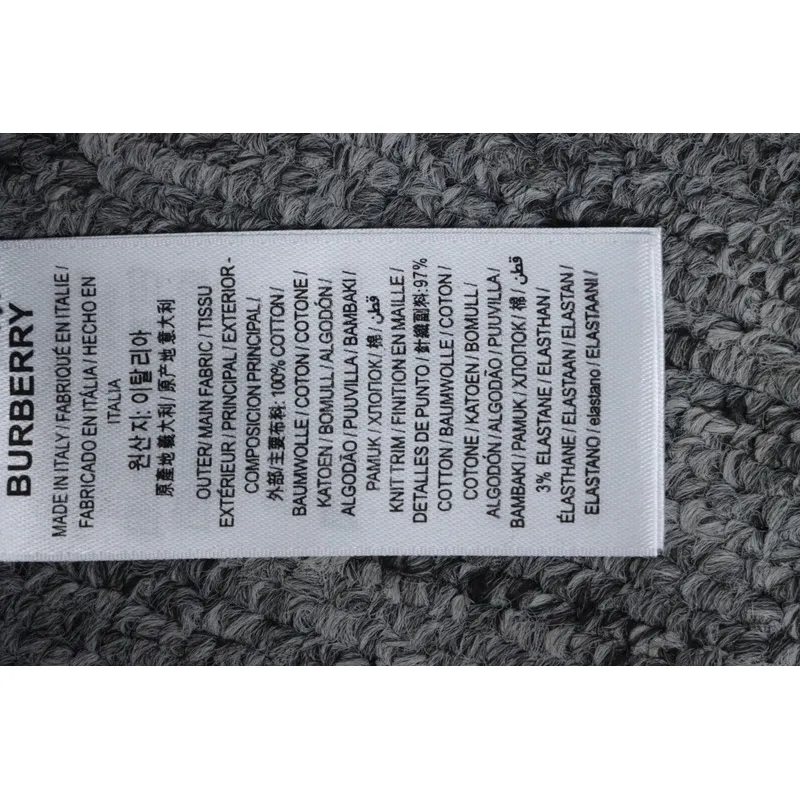 BURBERRY
MADE IN ITALY / FABRIQUÉ EN ITALIE /
FABRICADO EN ITÁLIA / HECHO EN
ITALIA
원산지: 이탈리아
原產地 義大利 / 原产地 意大利
OUTER / MAIN FABRIC / TISSU
EXTÉRIEUR / PRINCIPAL / EXTERIOR -
COMPOSICION PRINCIPAL /
外部 / 主要布料: 100% COTTON /
BAUMWOLLE / COTON / COTONE /
KATOEN / BOMULL / ALGODÓN /
ALGODÃO / PUUVILLA / BAMBAKI /
PAMUK / ХЛОПОК / 棉 / قطن
KNIT TRIM / FINITION EN MAILLE /
DETALLES DE PUNTO / 針織副料: 97%
COTTON / BAUMWOLLE / COTON /
COTONE / KATOEN / BOMULL /
ALGODÓN / ALGODÃO / PUUVILLA /
BAMBAKI / PAMUK / ХЛОПОК / 棉 / قطن
3% ELASTANE / ELASTHAN /
ÉLASTHANE / ELASTAAN / ELASTAN /
ELASTANO / elastano / ELASTAANI /